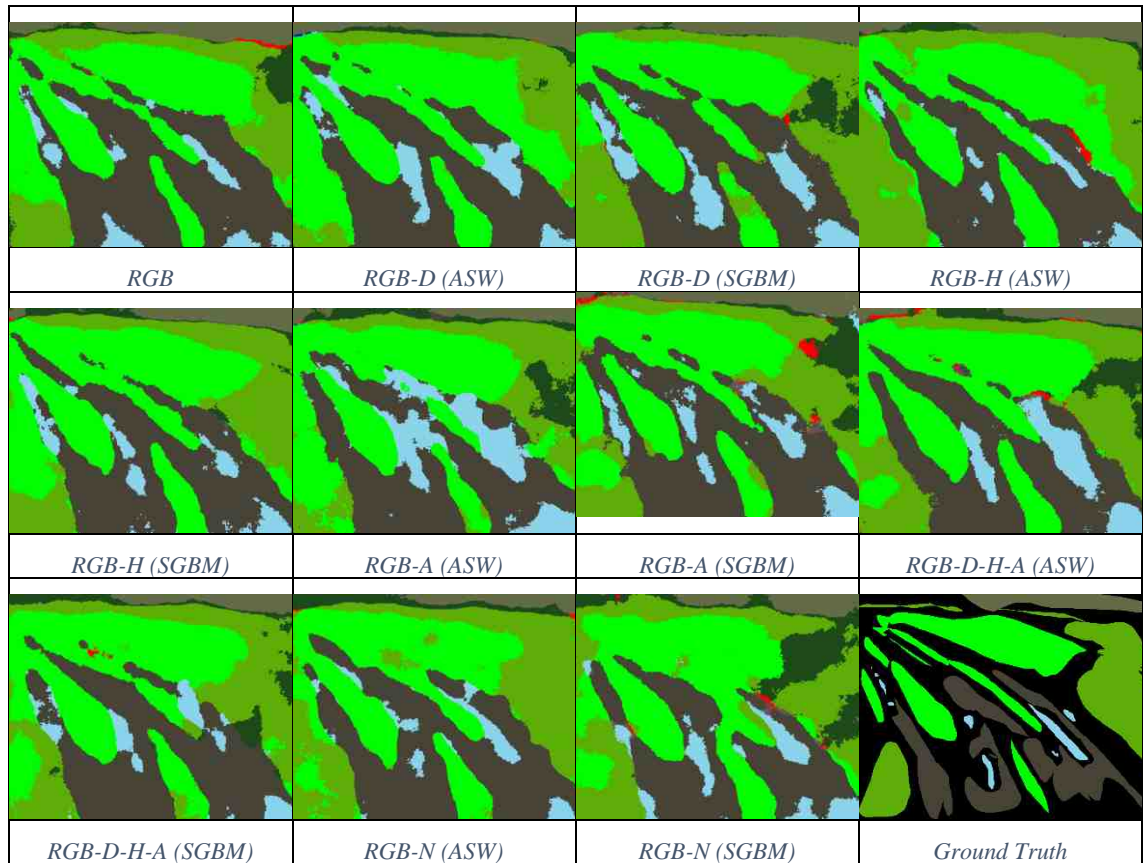 RGB
RGB-D (ASW)
RGB-D (SGBM)
RGB-H (ASW)
RGB-H (SGBM)
RGB-A (ASW)
RGB-A (SGBM)
RGB-D-H-A (ASW)
RGB-D-H-A (SGBM)
RGB-N (ASW)
RGB-N (SGBM)
Ground Truth